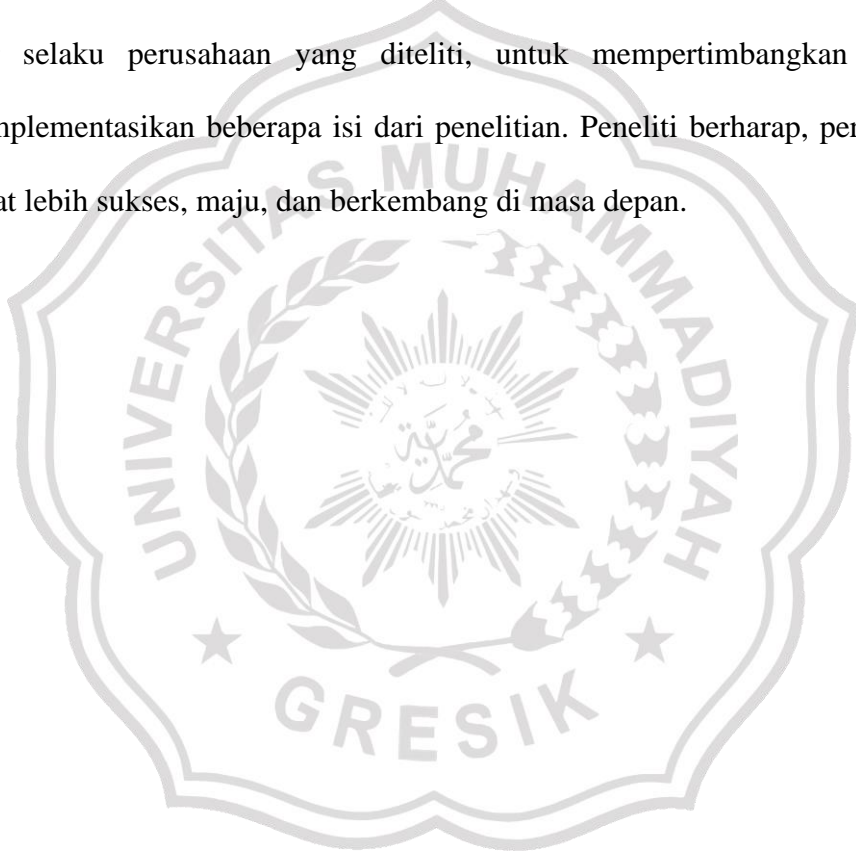 selaku perusahaan yang diteliti, untuk mempertimbangkan
mplementasikan beberapa isi dari penelitian. Peneliti berharap, per
at lebih sukses, maju, dan berkembang di masa depan.
UNIVERSITAS MUHAMMADIYAH
GRESIK